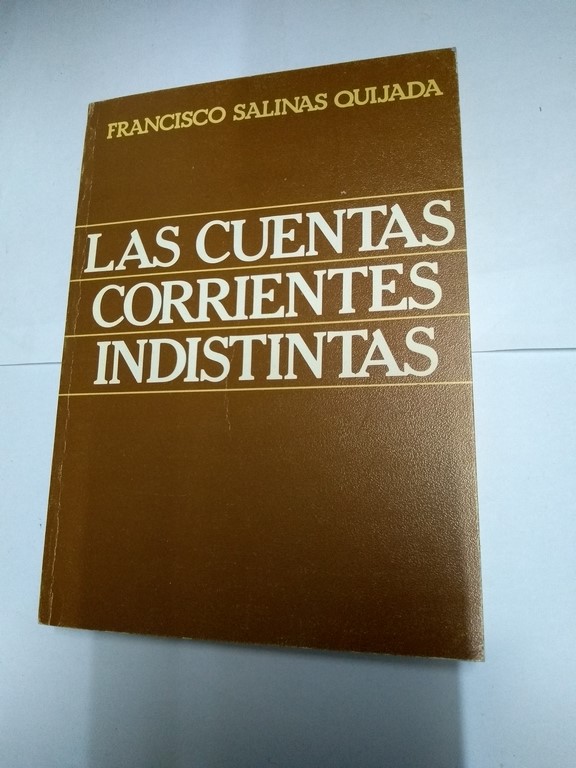 FRANCISCO SALINAS QUIJADA
LAS CUENTAS
CORRIENTES
INDISTINTAS